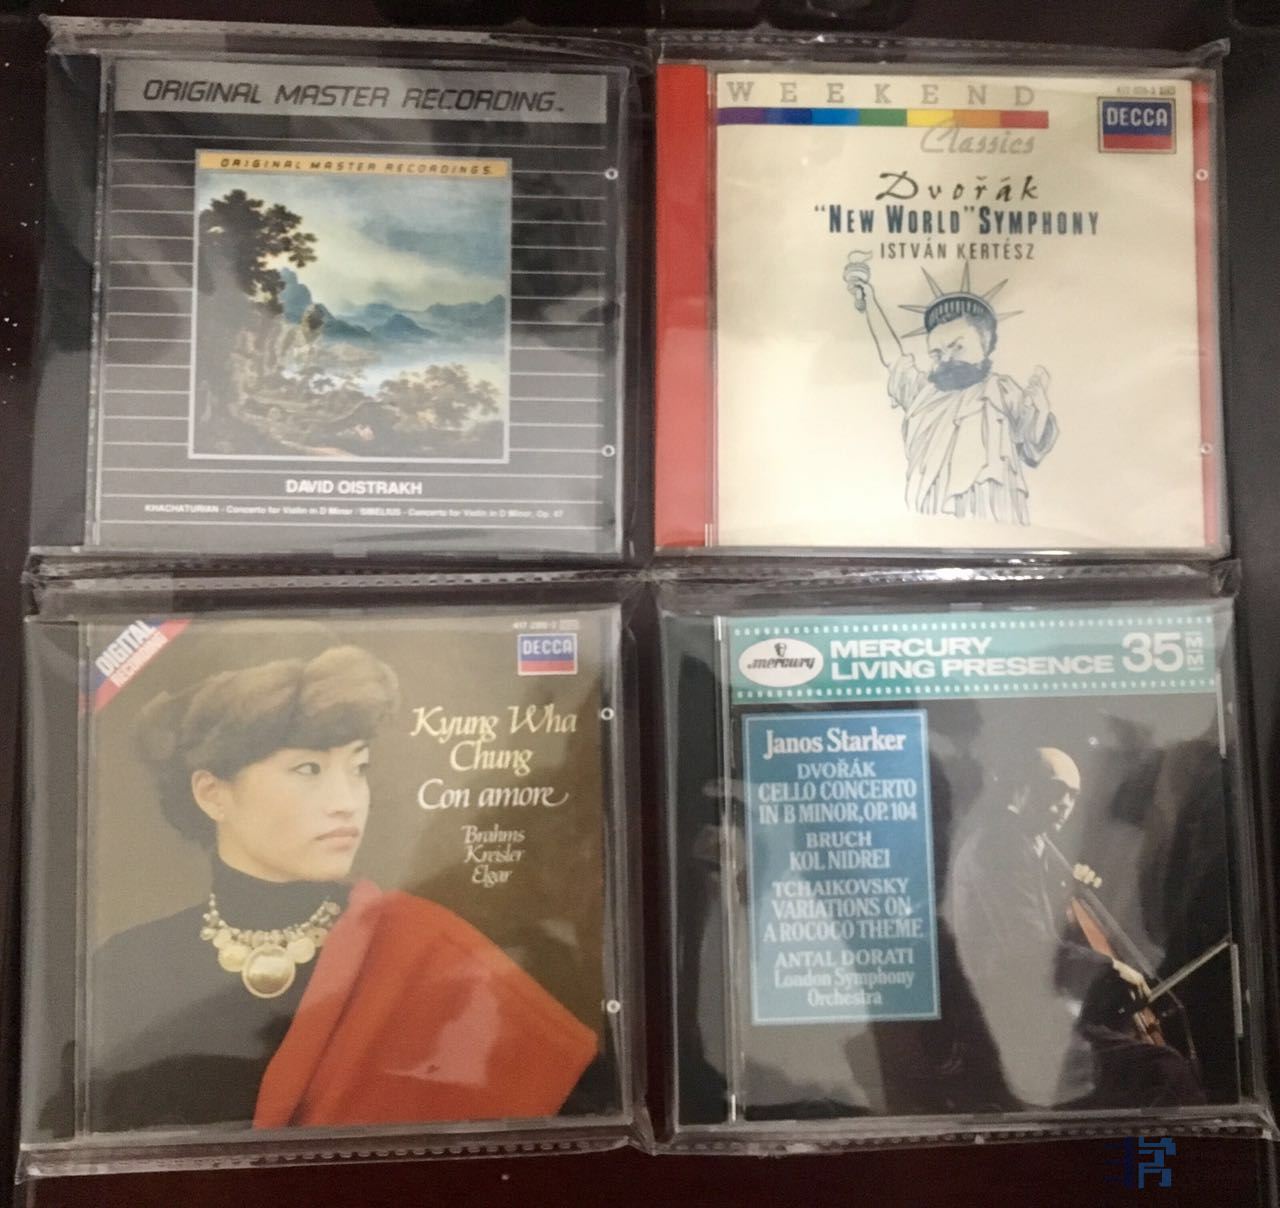 ORIGINAL MASTER RECORDING™
ORIGINAL MASTER RECORDINGS
DAVID OISTRAKH
KHACHATURIAN - Concerto for Violin in D Minor / SIBELIUS - Concerto for Violin in D Minor, Op. 47
WEEKEND
Classics
DECCA
Dvořák
"NEW WORLD" SYMPHONY
ISTVÁN KERTÉSZ
DIGITAL
RECORDING
DECCA
Kyung Wha
Chung
Con amore
Brahms
Kreisler
Elgar
mercury
MERCURY
LIVING PRESENCE 35MM
Janos Starker
DVOŘÁK
CELLO CONCERTO
IN B MINOR, OP. 104
BRUCH
KOL NIDREI
TCHAIKOVSKY
VARIATIONS ON
A ROCOCO THEME
ANTAL DORATI
London Symphony
Orchestra